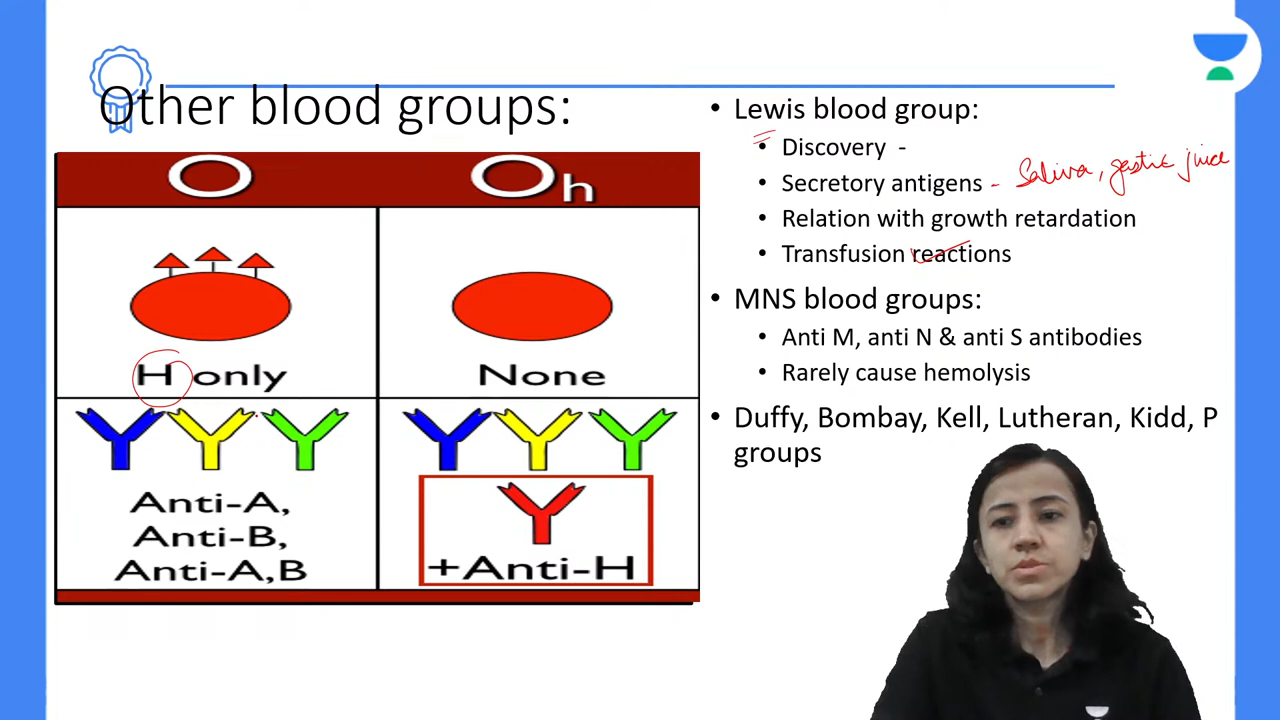 Other blood groups:
O
Oh
H only
None
Anti-A,
Anti-B,
Anti-A,B
+Anti-H
• Lewis blood group:
• Discovery -
• Secretory antigens - Saliva, gastric juice
• Relation with growth retardation
• Transfusion reactions
• MNS blood groups:
• Anti M, anti N & anti S antibodies
• Rarely cause hemolysis
• Duffy, Bombay, Kell, Lutheran, Kidd, P
groups